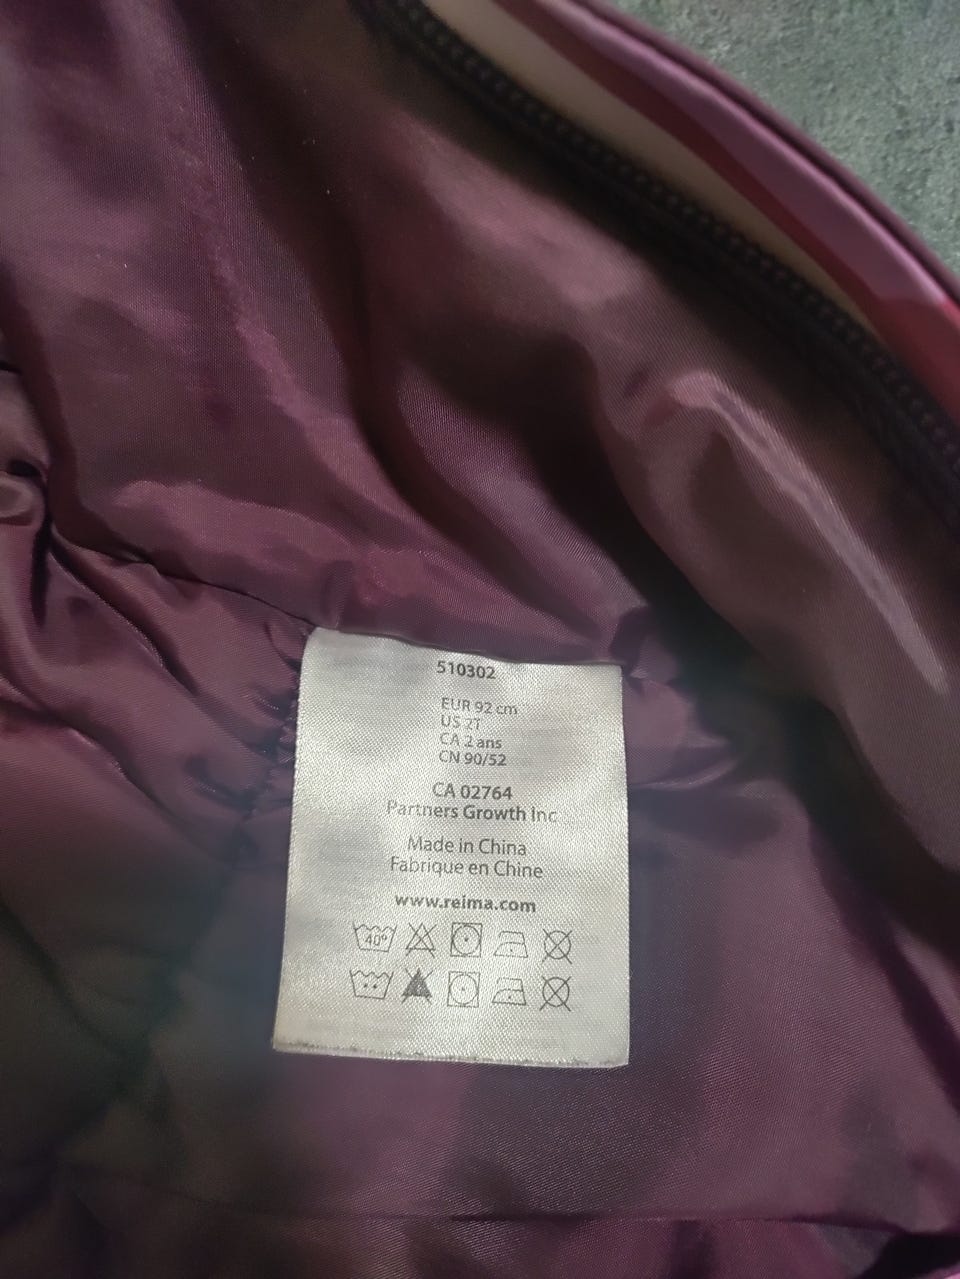 510302
EUR 92 cm
US 2T
CA 2 ans
CN 90/52
CA 02764
Partners Growth Inc
Made in China
Fabrique en Chine
www.reima.com
40°